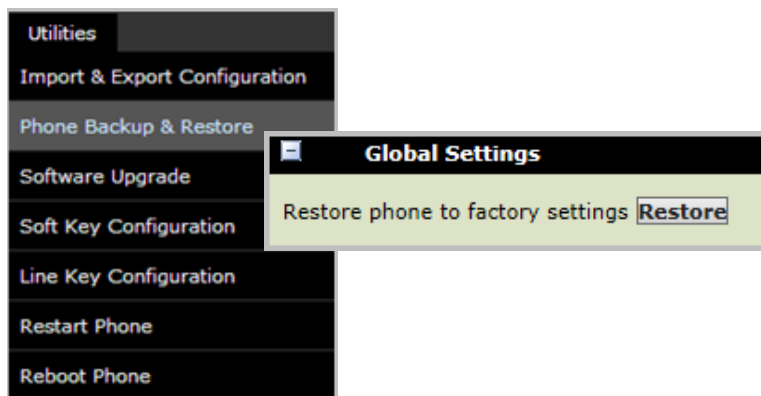 Utilities
Import & Export Configuration
Phone Backup & Restore
Software Upgrade
Soft Key Configuration
Line Key Configuration
Restart Phone
Reboot Phone
Global Settings
Restore phone to factory settings Restore